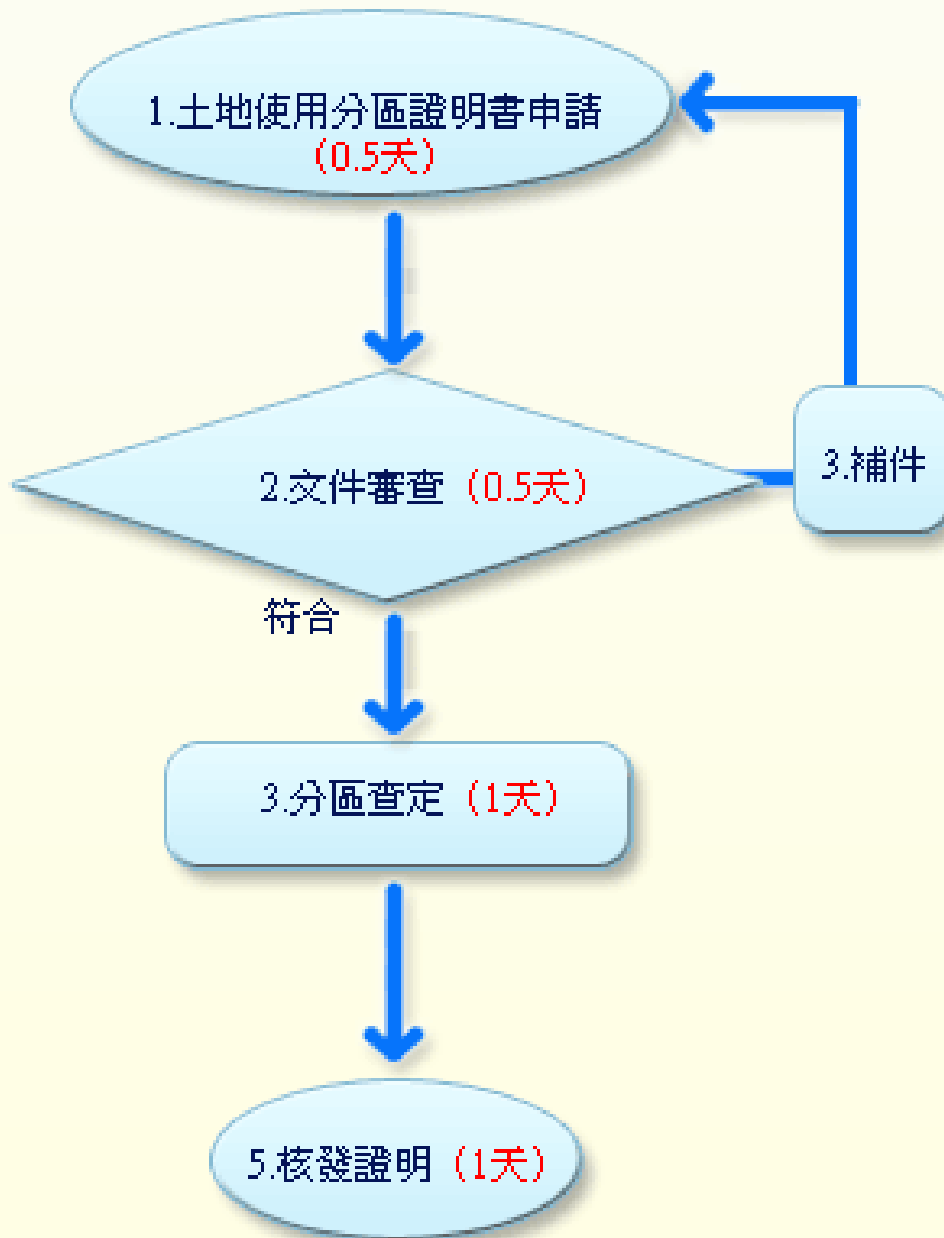 1.土地使用分區證明書申請
(0.5天)
2.文件審查 (0.5天)
3.補件
符合
3.分區查定 (1天)
5.核發證明 (1天)